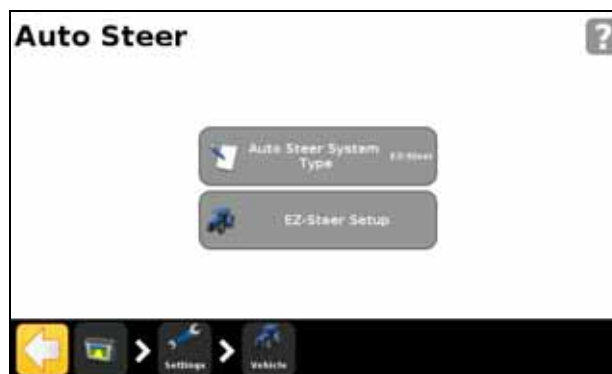 Auto Steer
?
Auto Steer System
Type
EZ-Steer
EZ-Steer Setup
Settings
Vehicle